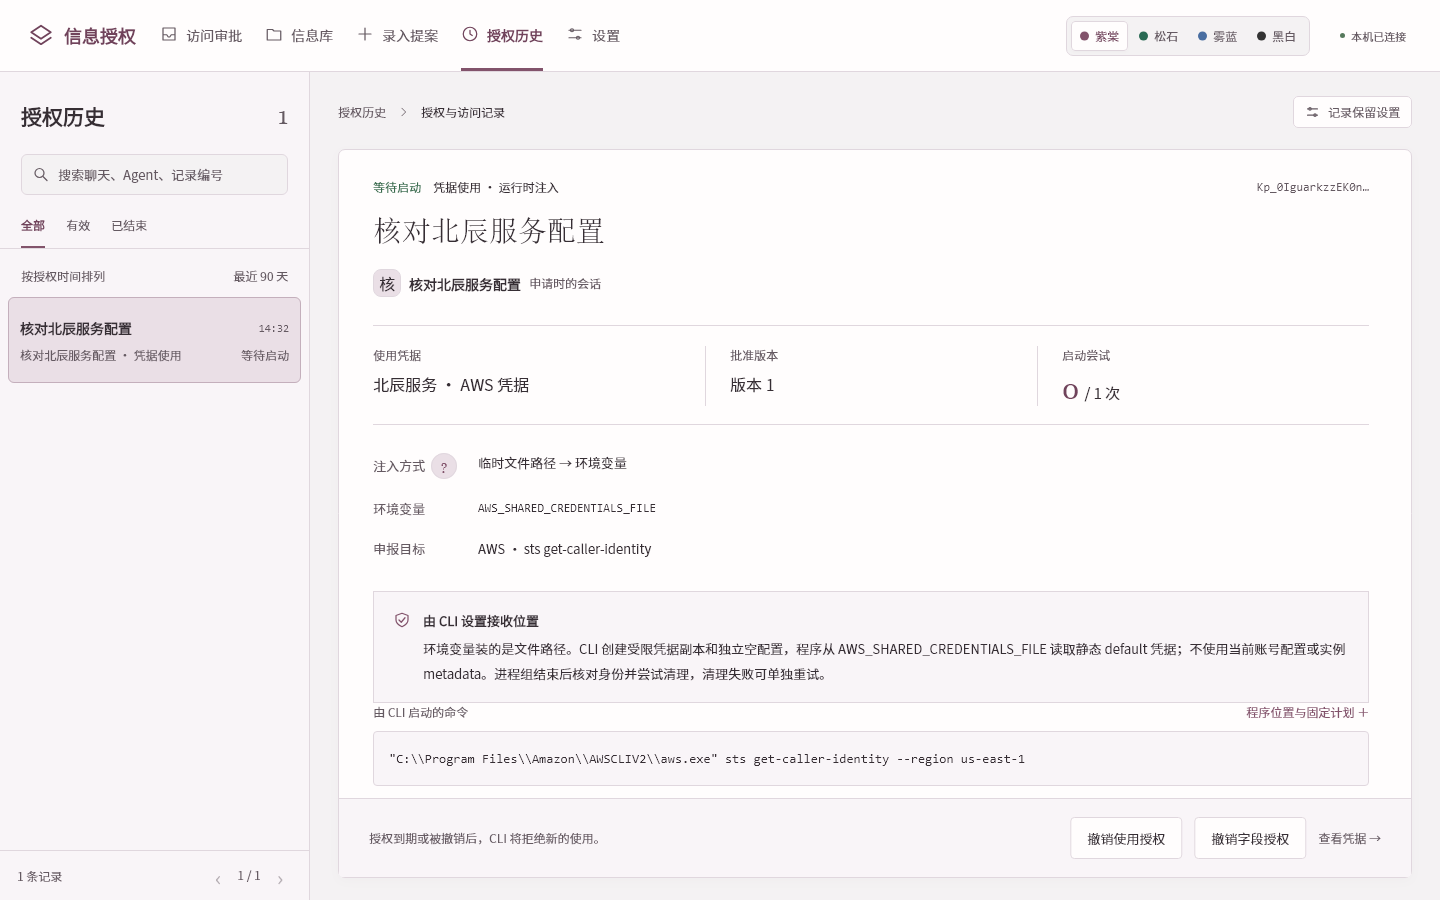 信息授权
访问审批
信息库
录入提案
授权历史
设置
紫棠
松石
雾蓝
黑白
本机已连接
授权历史
1
搜索聊天、Agent、记录编号
全部
有效
已结束
按授权时间排列
最近 90 天
核对北辰服务配置
14:32
核对北辰服务配置 · 凭据使用
等待启动
1 条记录
‹ 1 / 1 ›
授权历史 > 授权与访问记录
记录保留设置
等待启动 凭据使用 · 运行时注入
Kp_0IguarkzzEK0n…
核对北辰服务配置
核 核对北辰服务配置 申请时的会话
使用凭据
北辰服务 · AWS 凭据
批准版本
版本 1
启动尝试
0 / 1 次
注入方式 ? 临时文件路径 → 环境变量
环境变量 AWS_SHARED_CREDENTIALS_FILE
申报目标 AWS · sts get-caller-identity
由 CLI 设置接收位置
环境变量装的是文件路径。CLI 创建受限凭据副本和独立空配置，程序从 AWS_SHARED_CREDENTIALS_FILE 读取静态 default 凭据；不使用当前账号配置或实例
metadata。进程组结束后核对身份并尝试清理，清理失败可单独重试。
由 CLI 启动的命令
程序位置与固定计划 +
"C:\\Program Files\\Amazon\\AWSCLIV2\\aws.exe" sts get-caller-identity --region us-east-1
授权到期或被撤销后，CLI 将拒绝新的使用。
撤销使用授权
撤销字段授权
查看凭据 →